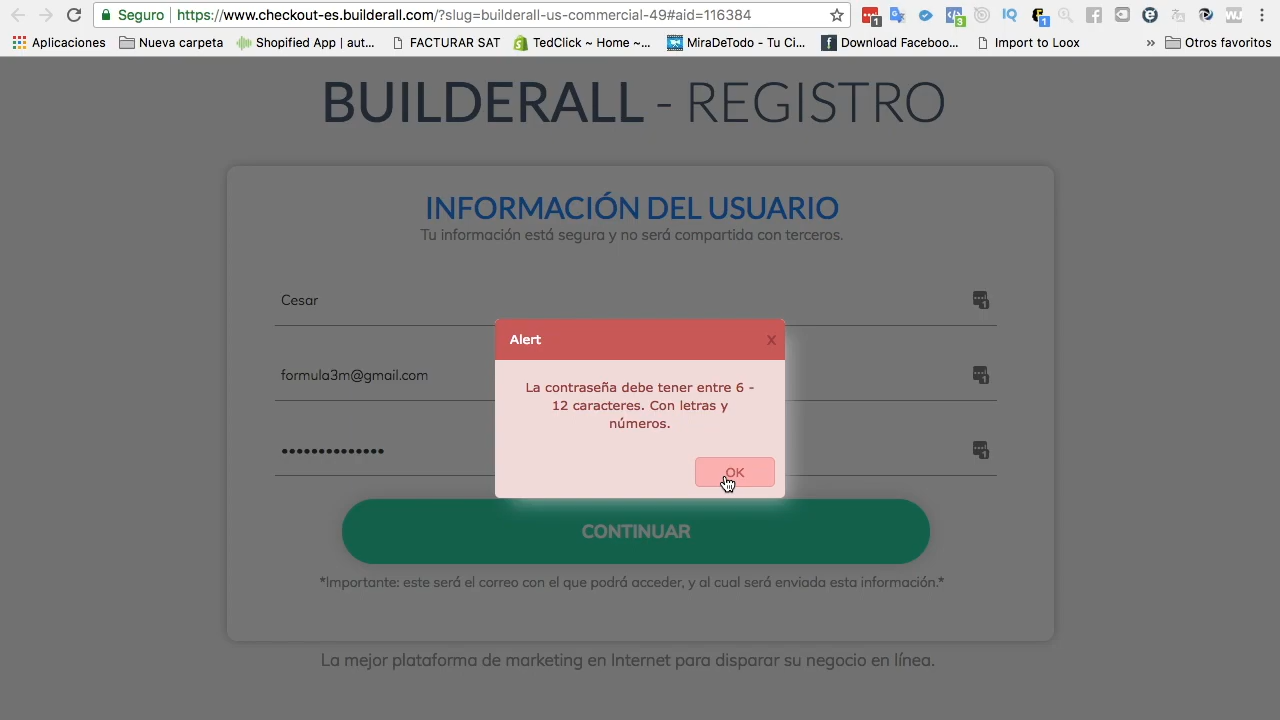 Seguro https://www.checkout-es.builderall.com/?slug=builderall-us-commercial-49#aid=116384
Aplicaciones Nueva carpeta Shopified App | aut... FACTURAR SAT TedClick ~ Home ~... MiraDeTodo - Tu Ci... Download Faceboo... Import to Loox » Otros favoritos
BUILDERALL - REGISTRO
INFORMACIÓN DEL USUARIO
Tu información está segura y no será compartida con terceros.
Cesar
formula3m@gmail.com
Alert X
La contraseña debe tener entre 6 -
12 caracteres. Con letras y
números.
OK
CONTINUAR
*Importante: este será el correo con el que podrá acceder, y al cual será enviada esta información.*
La mejor plataforma de marketing en Internet para disparar su negocio en línea.